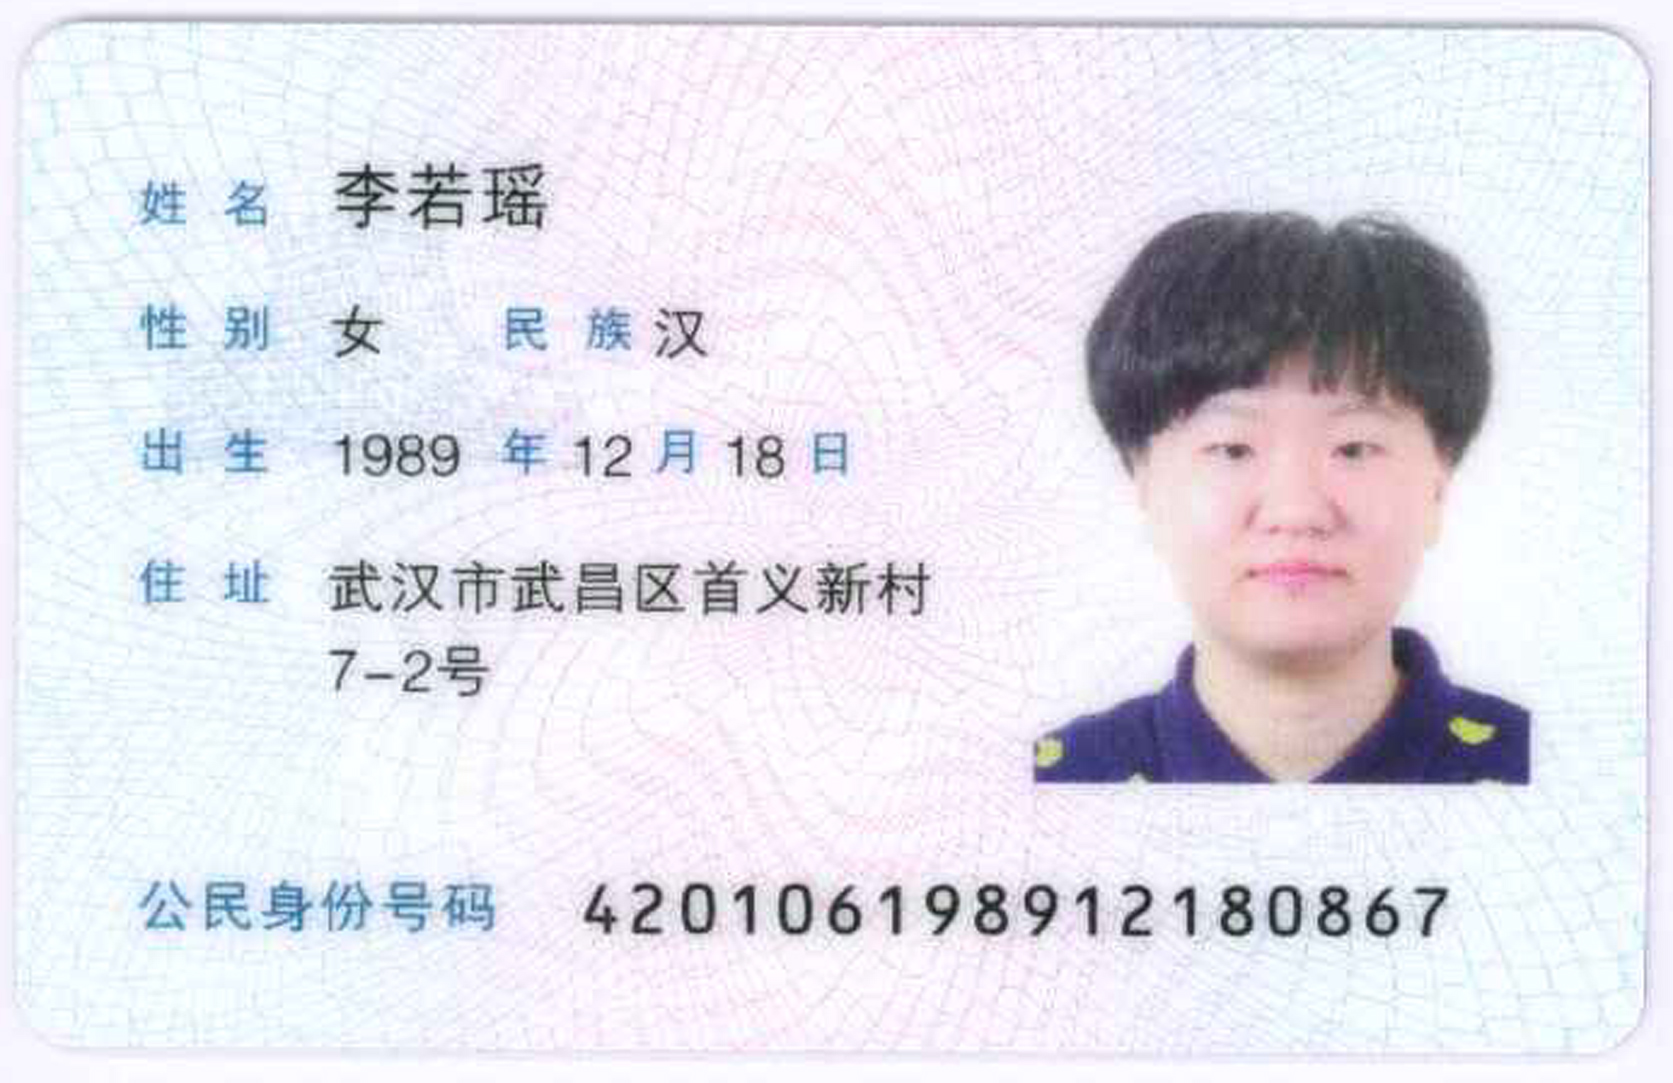 姓名 李若瑶
性别 女 民族 汉
出生 1989 年 12 月 18 日
住址 武汉市武昌区首义新村
7-2号
公民身份号码 420106198912180867